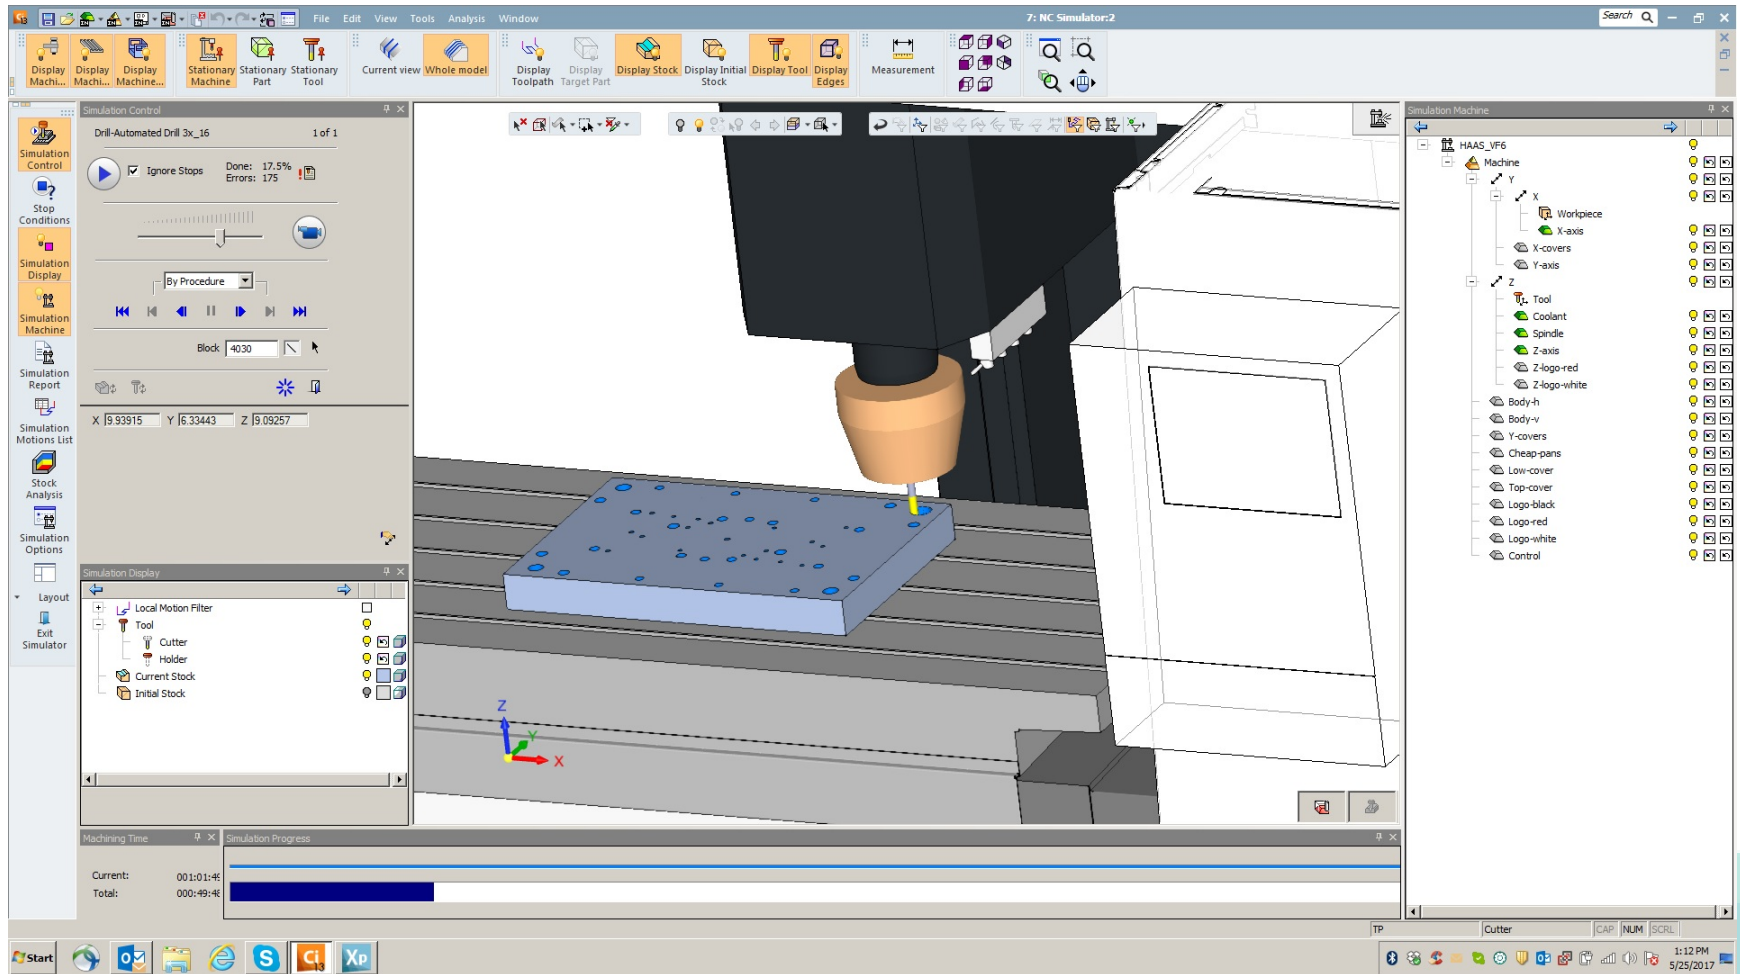 File Edit View Tools Analysis Window
7: NC Simulator:2
Search
Display Machi...
Display Machi...
Display Machine...
Stationary Machine
Stationary Part
Stationary Tool
Current view
Whole model
Display Toolpath
Display Target Part
Display Stock
Display Initial Stock
Display Tool
Display Edges
Measurement
Simulation Control
Stop Conditions
Simulation Display
Simulation Machine
Simulation Report
Simulation Motions List
Stock Analysis
Simulation Options
Layout
Exit Simulator
Simulation Control
Drill-Automated Drill 3x_16 1 of 1
Ignore Stops
Done: 17.5%
Errors: 175
By Procedure
Block 4030
X 9.93915 Y 6.33443 Z 9.09257
Simulation Display
Local Motion Filter
Tool
Cutter
Holder
Current Stock
Initial Stock
Z
Y
X
Simulation Machine
HAAS_VF6
Machine
Y
X
Workpiece
X-axis
X-covers
Y-axis
Z
Tool
Coolant
Spindle
Z-axis
Z-logo-red
Z-logo-white
Body-h
Body-v
Y-covers
Cheap-pans
Low-cover
Top-cover
Logo-black
Logo-red
Logo-white
Control
Machining Time
Current: 001:01:45
Total:
Simulation Progress
TP
Cutter
CAP NUM SCRL
Start
Ci 13
Xp
1:12 PM
5/25/2017